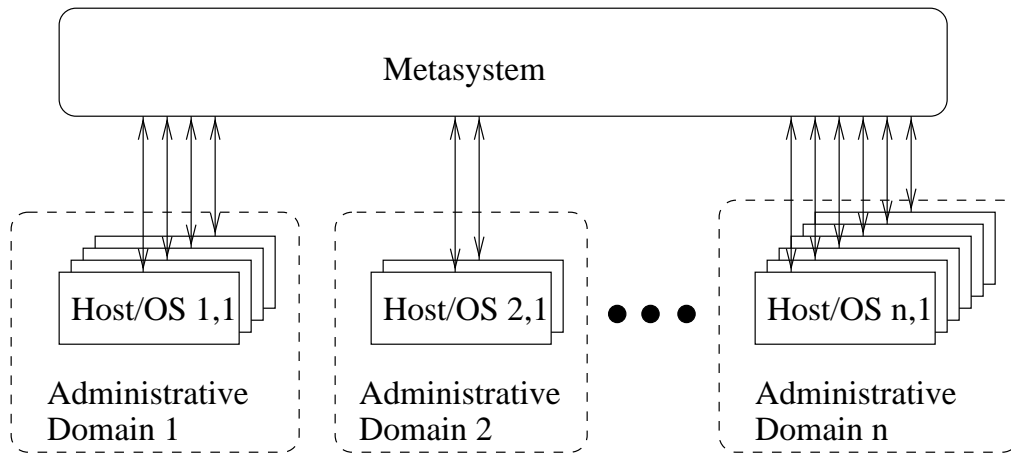 Metasystem
Host/OS 1,1
Host/OS 2,1
Host/OS n,1
Administrative
Domain 1
Administrative
Domain 2
Administrative
Domain n